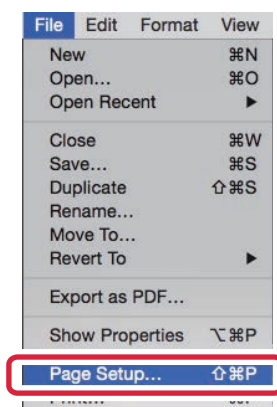 File Edit Format View
New ⌘N
Open... ⌘O
Open Recent ▶
Close ⌘W
Save... ⌘S
Duplicate ⇧⌘S
Rename...
Move To...
Revert To ▶
Export as PDF...
Show Properties ⌥⌘P
Page Setup... ⇧⌘P